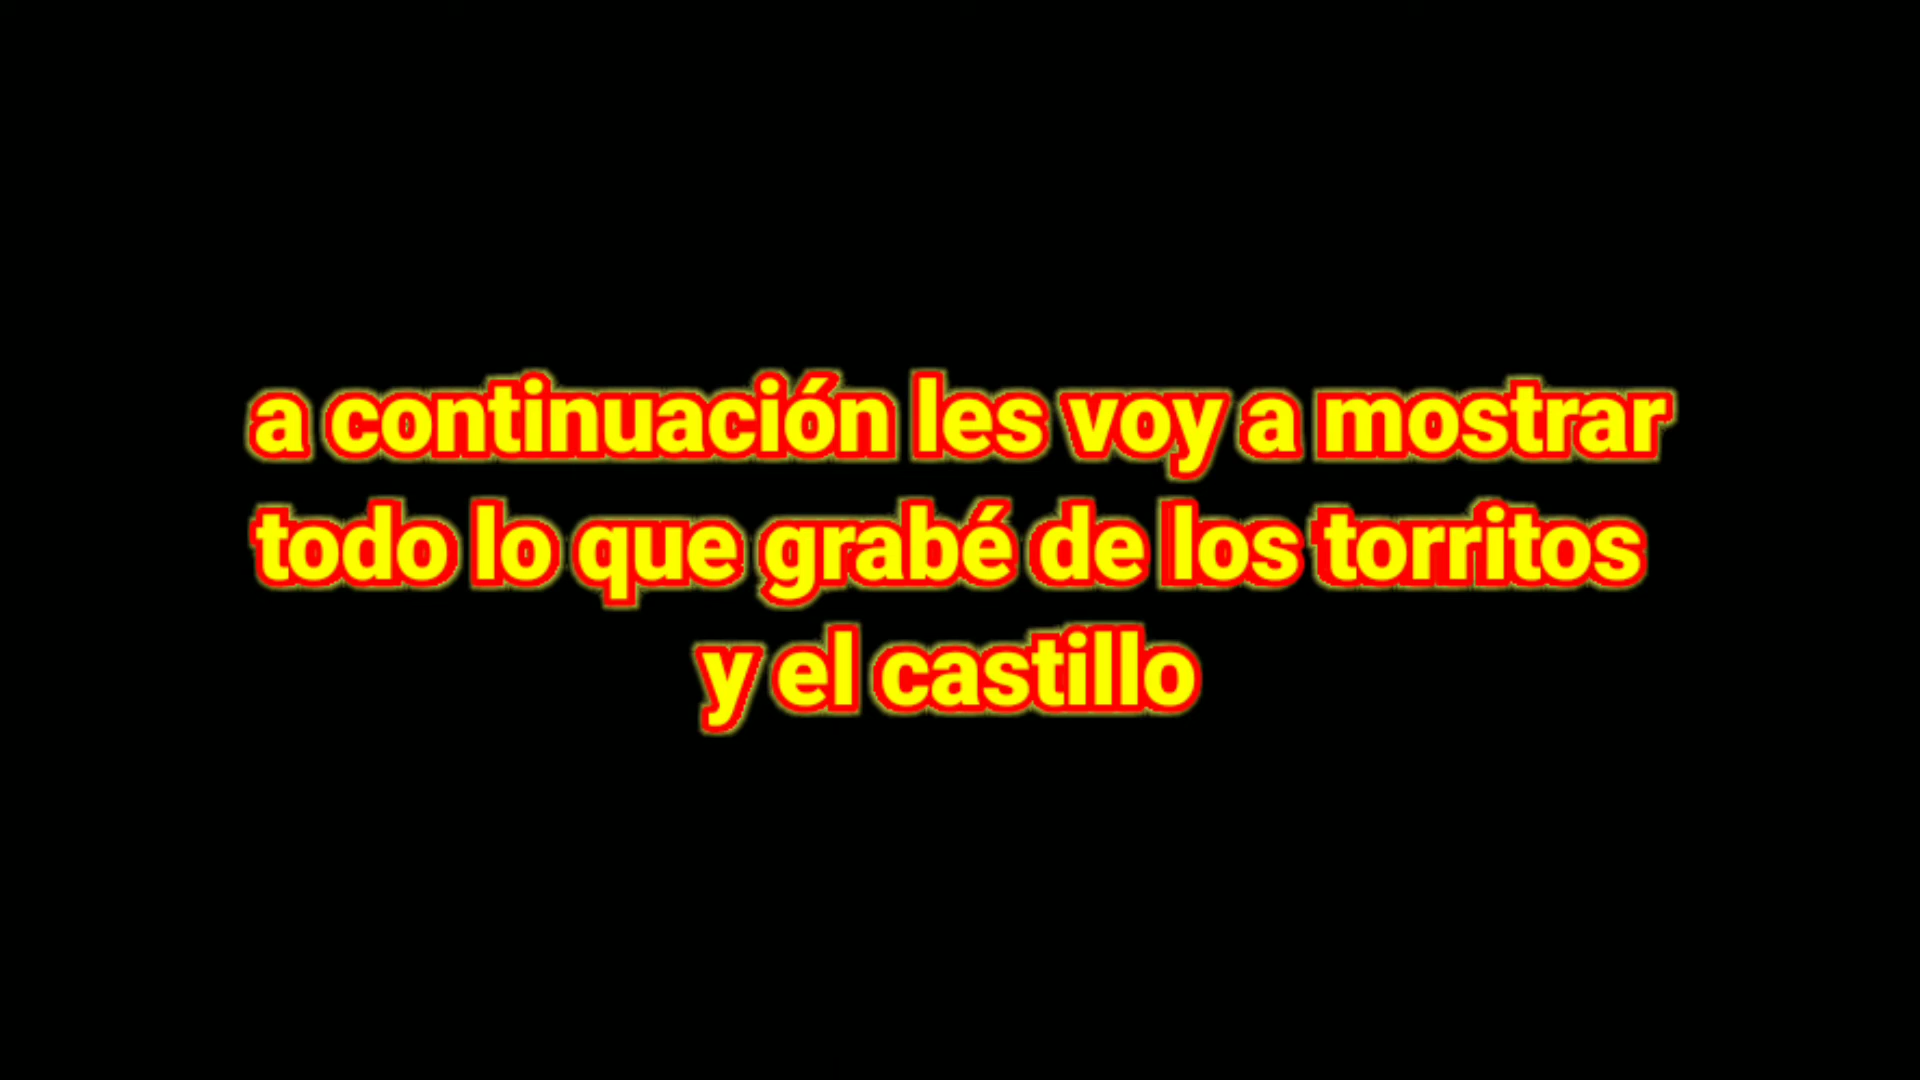 a continuación les voy a mostrar
todo lo que grabé de los torritos
y el castillo